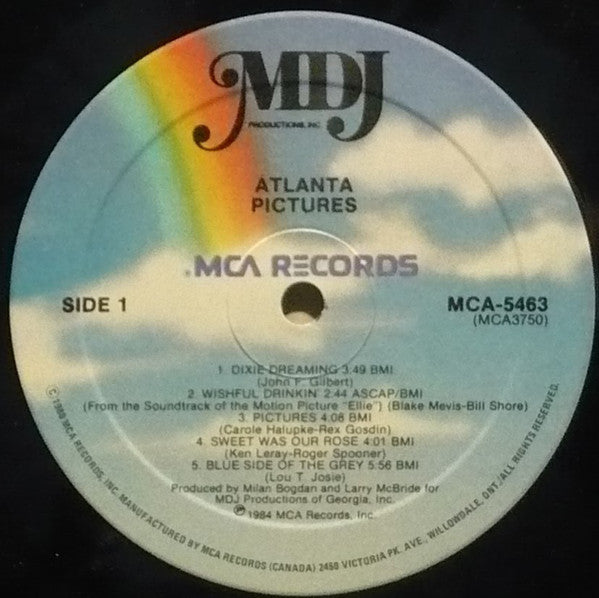 MDJ
PRODUCTIONS, INC
ATLANTA
PICTURES
MCA RECORDS
SIDE 1
MCA-5463
(MCA3750)
1. DIXIE DREAMING 3:49 BMI
(John F. Gilbert)
2. WISHFUL DRINKIN' 2:44 ASCAP/BMI
(From the Soundtrack of the Motion Picture "Ellie") (Blake Mevis-Bill Shore)
3. PICTURES 4:08 BMI
(Carole Halupke-Rex Gosdin)
4. SWEET WAS OUR ROSE 4:01 BMI
(Ken Leray-Roger Spooner)
5. BLUE SIDE OF THE GREY 5:56 BMI
(Lou T. Josie)
Produced by Milan Bogdan and Larry McBride for
MDJ Productions of Georgia, Inc.
℗ 1984 MCA Records, Inc.
© 1980 MCA RECORDS, INC. MANUFACTURED BY MCA RECORDS (CANADA) 2450 VICTORIA PK. AVE., WILLOWDALE, ONT./ALL RIGHTS RESERVED.